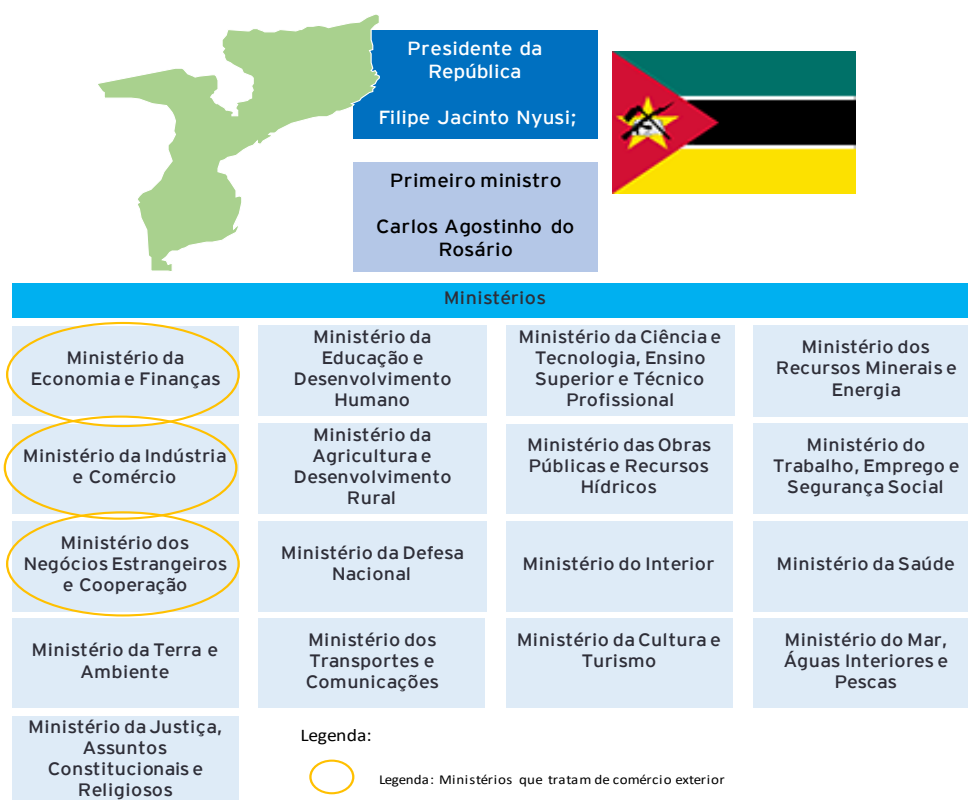 Presidente da
República
Filipe Jacinto Nyusi;
Primeiro ministro
Carlos Agostinho do
Rosário
Ministérios
Ministério da
Economia e Finanças
Ministério da
Educação e
Desenvolvimento
Humano
Ministério da Ciência e
Tecnologia, Ensino
Superior e Técnico
Profissional
Ministério dos
Recursos Minerais e
Energia
Ministério da Indústria
e Comércio
Ministério da
Agricultura e
Desenvolvimento
Rural
Ministério das Obras
Públicas e Recursos
Hídricos
Ministério do
Trabalho, Emprego e
Segurança Social
Ministério dos
Negócios Estrangeiros
e Cooperação
Ministério da Defesa
Nacional
Ministério do Interior
Ministério da Saúde
Ministério da Terra e
Ambiente
Ministério dos
Transportes e
Comunicações
Ministério da Cultura e
Turismo
Ministério do Mar,
Águas Interiores e
Pescas
Ministério da Justiça,
Assuntos
Constitucionais e
Religiosos
Legenda:
Legenda: Ministérios que tratam de comércio exterior